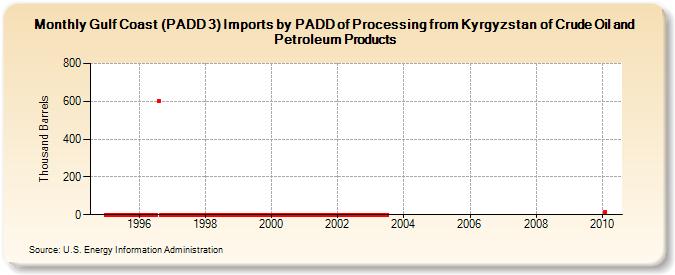 Monthly Gulf Coast (PADD 3) Imports by PADD of Processing from Kyrgyzstan of Crude Oil and
Petroleum Products
Thousand Barrels
800
600
400
200
0
1996 1998 2000 2002 2004 2006 2008 2010
Source: U.S. Energy Information Administration